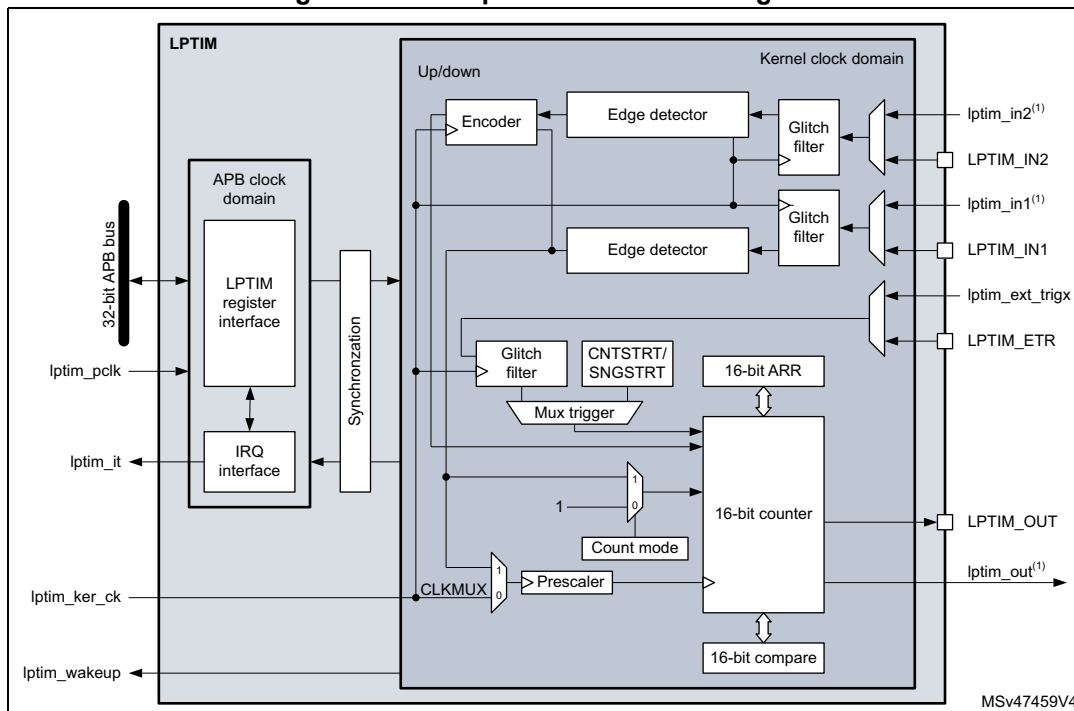 LPTIM
Kernel clock domain
Up/down
Encoder
Edge detector
Glitch
filter
lptim_in2(1)
LPTIM_IN2
APB clock
domain
Glitch
filter
lptim_in1(1)
LPTIM_IN1
Edge detector
32-bit APB bus
LPTIM
register
interface
Synchronzation
lptim_ext_trigx
LPTIM_ETR
lptim_pclk
Glitch
filter
CNTSTRT/
SNGSTRT
16-bit ARR
Mux trigger
lptim_it
IRQ
interface
1
0
1
16-bit counter
LPTIM_OUT
Count mode
lptim_ker_ck
CLKMUX
1
0
Prescaler
lptim_out(1)
lptim_wakeup
16-bit compare
MSv47459V4